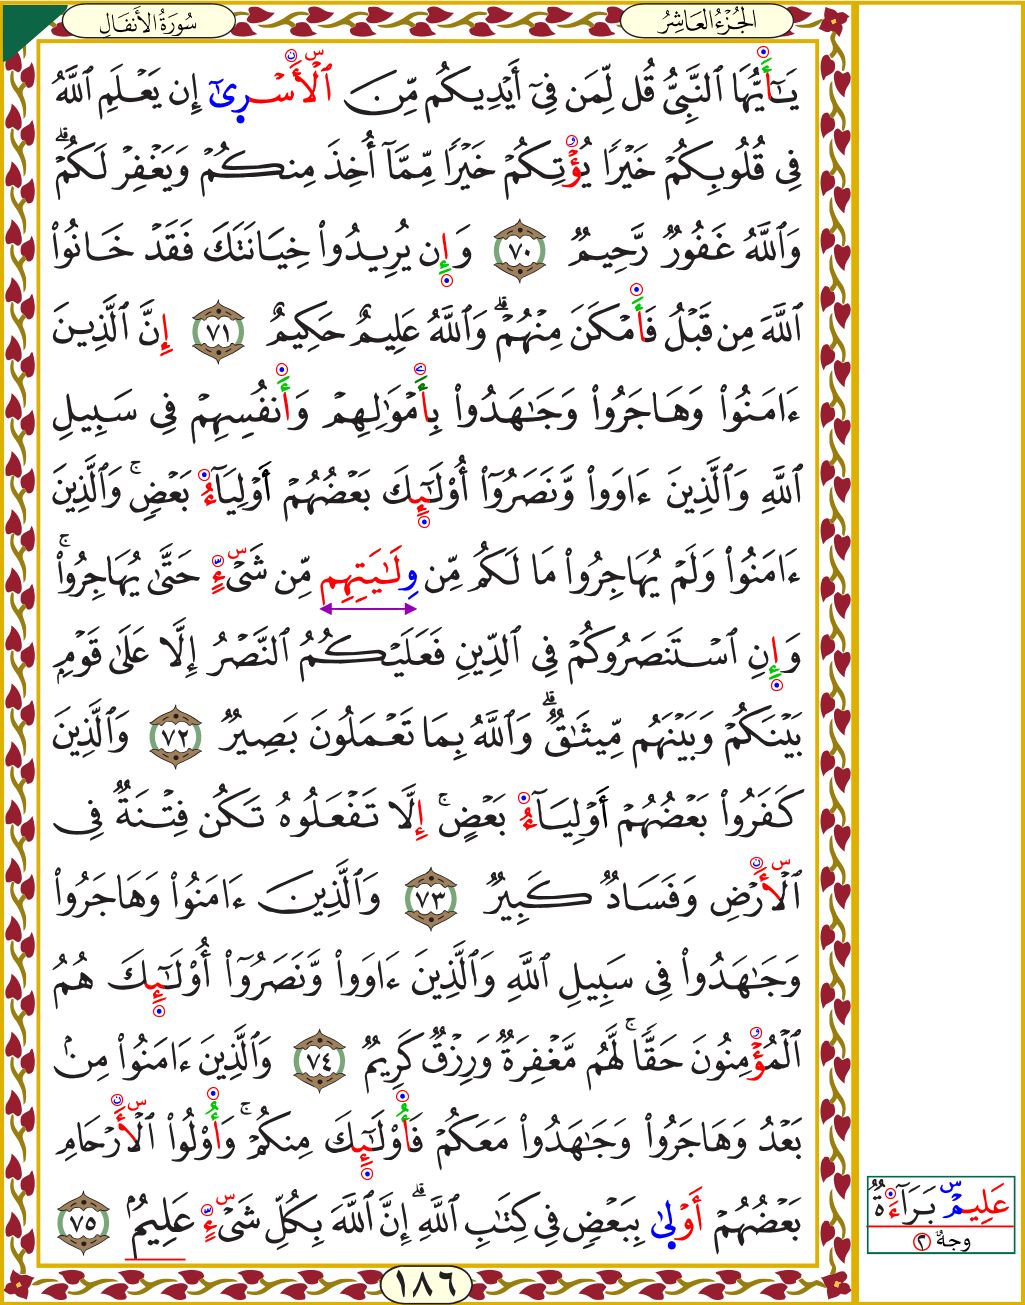 الجُزْءُ العَاشِرُ
سُورَةُ الأَنفَالِ
يَـٰٓأَيُّهَا ٱلنَّبِىُّ قُل لِّمَن فِىٓ أَيْدِيكُم مِّنَ ٱلْأَسْرَىٰٓ إِن يَعْلَمِ ٱللَّهُ
فِى قُلُوبِكُمْ خَيْرًا يُؤْتِكُمْ خَيْرًا مِّمَّآ أُخِذَ مِنكُمْ وَيَغْفِرْ لَكُمْ ۗ
وَٱللَّهُ غَفُورٌ رَّحِيمٌ ٧٠ وَإِن يُرِيدُوا۟ خِيَانَتَكَ فَقَدْ خَانُوا۟
ٱللَّهَ مِن قَبْلُ فَأَمْكَنَ مِنْهُمْ ۗ وَٱللَّهُ عَلِيمٌ حَكِيمٌ ٧١ إِنَّ ٱلَّذِينَ
ءَامَنُوا۟ وَهَاجَرُوا۟ وَجَـٰهَدُوا۟ بِأَمْوَٰلِهِمْ وَأَنفُسِهِمْ فِى سَبِيلِ
ٱللَّهِ وَٱلَّذِينَ ءَاوَوا۟ وَّنَصَرُوٓا۟ أُو۟لَـٰٓئِكَ بَعْضُهُمْ أَوْلِيَآءُ بَعْضٍ ۚ وَٱلَّذِينَ
ءَامَنُوا۟ وَلَمْ يُهَاجِرُوا۟ مَا لَكُم مِّن وِلَـٰيَتِهِم مِّن شَىْءٍ حَتَّىٰ يُهَاجِرُوا۟ ۚ
وَإِنِ ٱسْتَنصَرُوكُمْ فِى ٱلدِّينِ فَعَلَيْكُمُ ٱلنَّصْرُ إِلَّا عَلَىٰ قَوْمٍۭ
بَيْنَكُمْ وَبَيْنَهُم مِّيثَـٰقٌ ۗ وَٱللَّهُ بِمَا تَعْمَلُونَ بَصِيرٌ ٧٢ وَٱلَّذِينَ
كَفَرُوا۟ بَعْضُهُمْ أَوْلِيَآءُ بَعْضٍ ۚ إِلَّا تَفْعَلُوهُ تَكُن فِتْنَةٌ فِى
ٱلْأَرْضِ وَفَسَادٌ كَبِيرٌ ٧٣ وَٱلَّذِينَ ءَامَنُوا۟ وَهَاجَرُوا۟
وَجَـٰهَدُوا۟ فِى سَبِيلِ ٱللَّهِ وَٱلَّذِينَ ءَاوَوا۟ وَّنَصَرُوٓا۟ أُو۟لَـٰٓئِكَ هُمُ
ٱلْمُؤْمِنُونَ حَقًّا ۚ لَّهُم مَّغْفِرَةٌ وَرِزْقٌ كَرِيمٌ ٧٤ وَٱلَّذِينَ ءَامَنُوا۟ مِنۢ
بَعْدُ وَهَاجَرُوا۟ وَجَـٰهَدُوا۟ مَعَكُمْ فَأُو۟لَـٰٓئِكَ مِنكُمْ ۚ وَأُو۟لُوا۟ ٱلْأَرْحَامِ
بَعْضُهُمْ أَوْلَىٰ بِبَعْضٍ فِى كِتَـٰبِ ٱللَّهِ ۗ إِنَّ ٱللَّهَ بِكُلِّ شَىْءٍ عَلِيمٌۢ ٧٥
عَلِيمٌ بَرَآءَةٌ
وجهٌ ٢
١٨٦